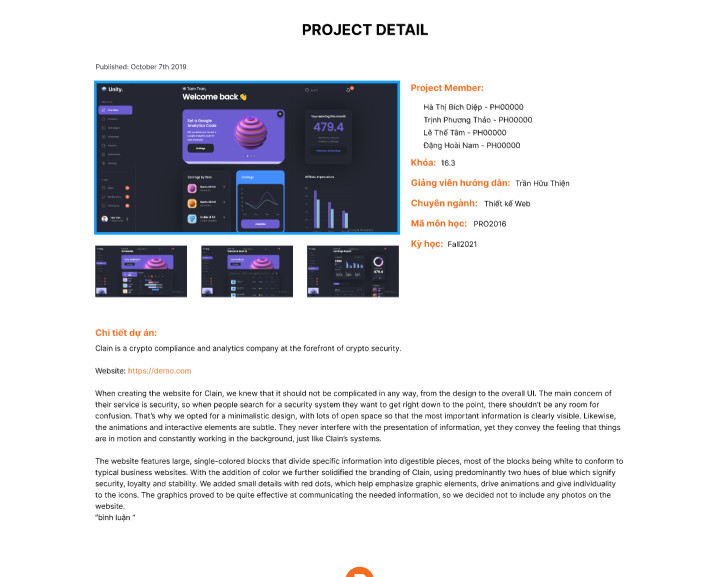 PROJECT DETAIL
Published: October 7th 2019
Unity.
Hi Tram Tran,
Welcome back 👋
Set a Google
Analytics Code
Your earning this month
479.4
Earnings by item
Earnings
Project Member:
Hà Thị Bích Diệp - PH00000
Trịnh Phương Thảo - PH00000
Lê Thế Tâm - PH00000
Đặng Hoài Nam - PH00000
Khóa: 16.3
Giảng viên hướng dẫn: Trần Hữu Thiện
Chuyên ngành: Thiết kế Web
Mã môn học: PRO2016
Kỳ học: Fall2021
Chi tiết dự án:
Clain is a crypto compliance and analytics company at the forefront of crypto security.
Website: https://demo.com
When creating the website for Clain, we knew that it should not be complicated in any way, from the design to the overall UI. The main concern of
their service is security, so when people search for a security system they want to get right down to the point, there shouldn't be any room for
confusion. That's why we opted for a minimalistic design, with lots of open space so that the most important information is clearly visible. Likewise,
the animations and interactive elements are subtle. They never interfere with the presentation of information, yet they convey the feeling that things
are in motion and constantly working in the background, just like Clain's systems.
The website features large, single-colored blocks that divide specific information into digestible pieces, most of the blocks being white to conform to
typical business websites. With the addition of color we further solidified the branding of Clain, using predominantly two hues of blue which signify
security, loyalty and stability. We added small details with red dots, which help emphasize graphic elements, drive animations and give individuality
to the icons. The graphics proved to be quite effective at communicating the needed information, so we decided not to include any photos on the
website.
"bình luận "